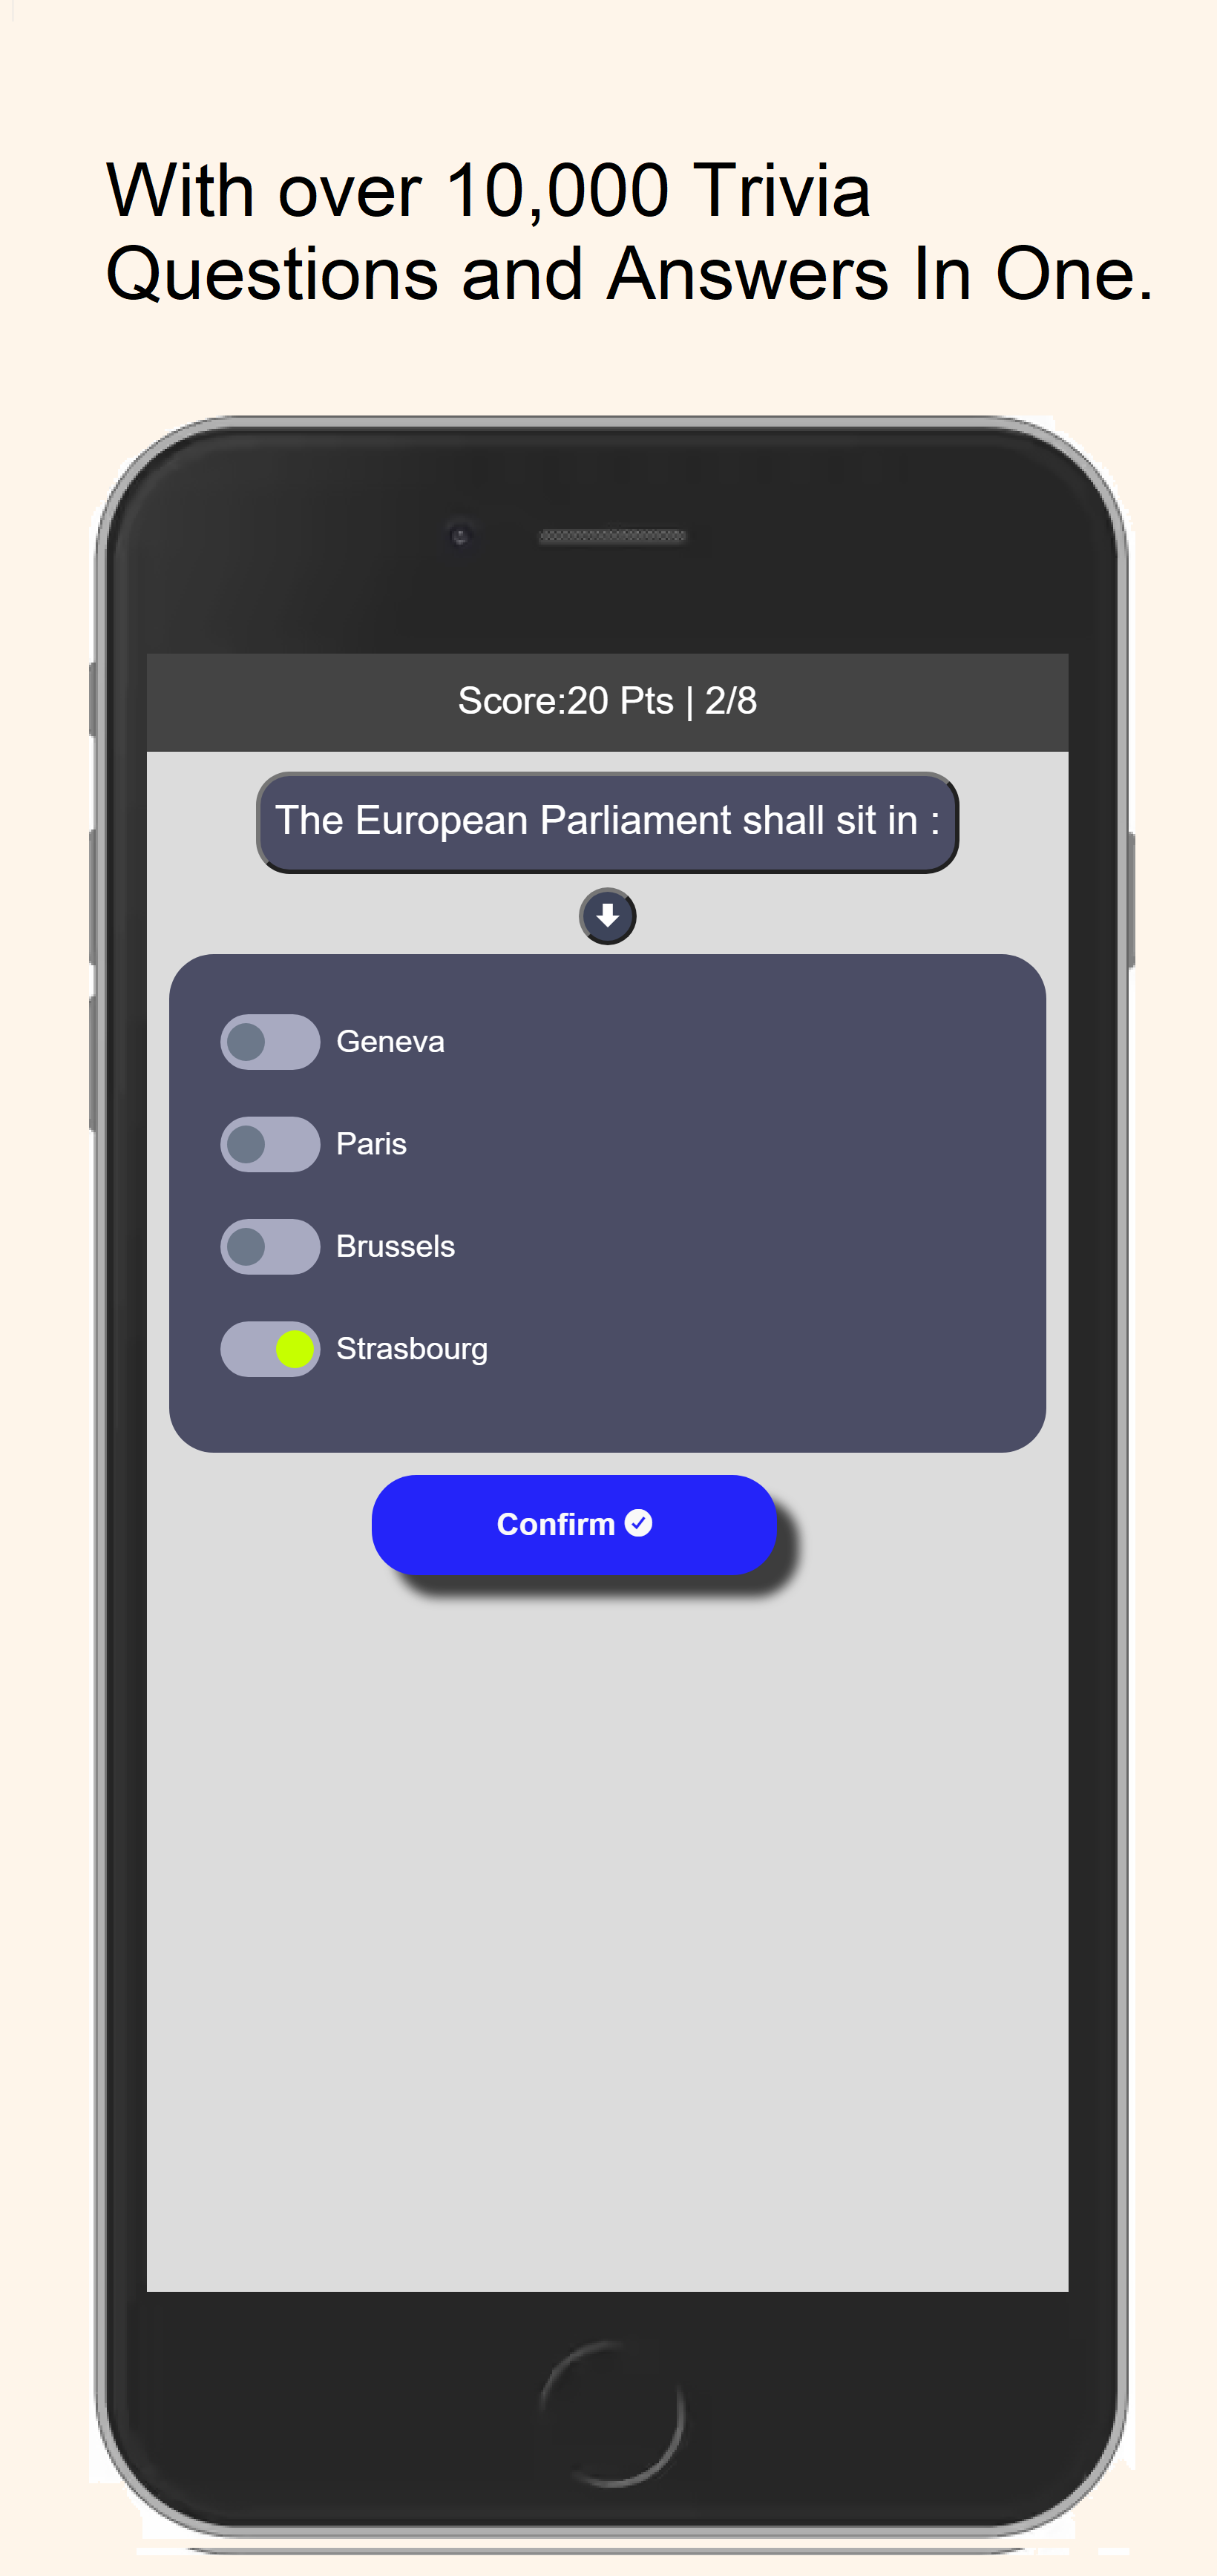 With over 10,000 Trivia
Questions and Answers In One.
Score:20 Pts | 2/8
The European Parliament shall sit in :
Geneva
Paris
Brussels
Strasbourg
Confirm